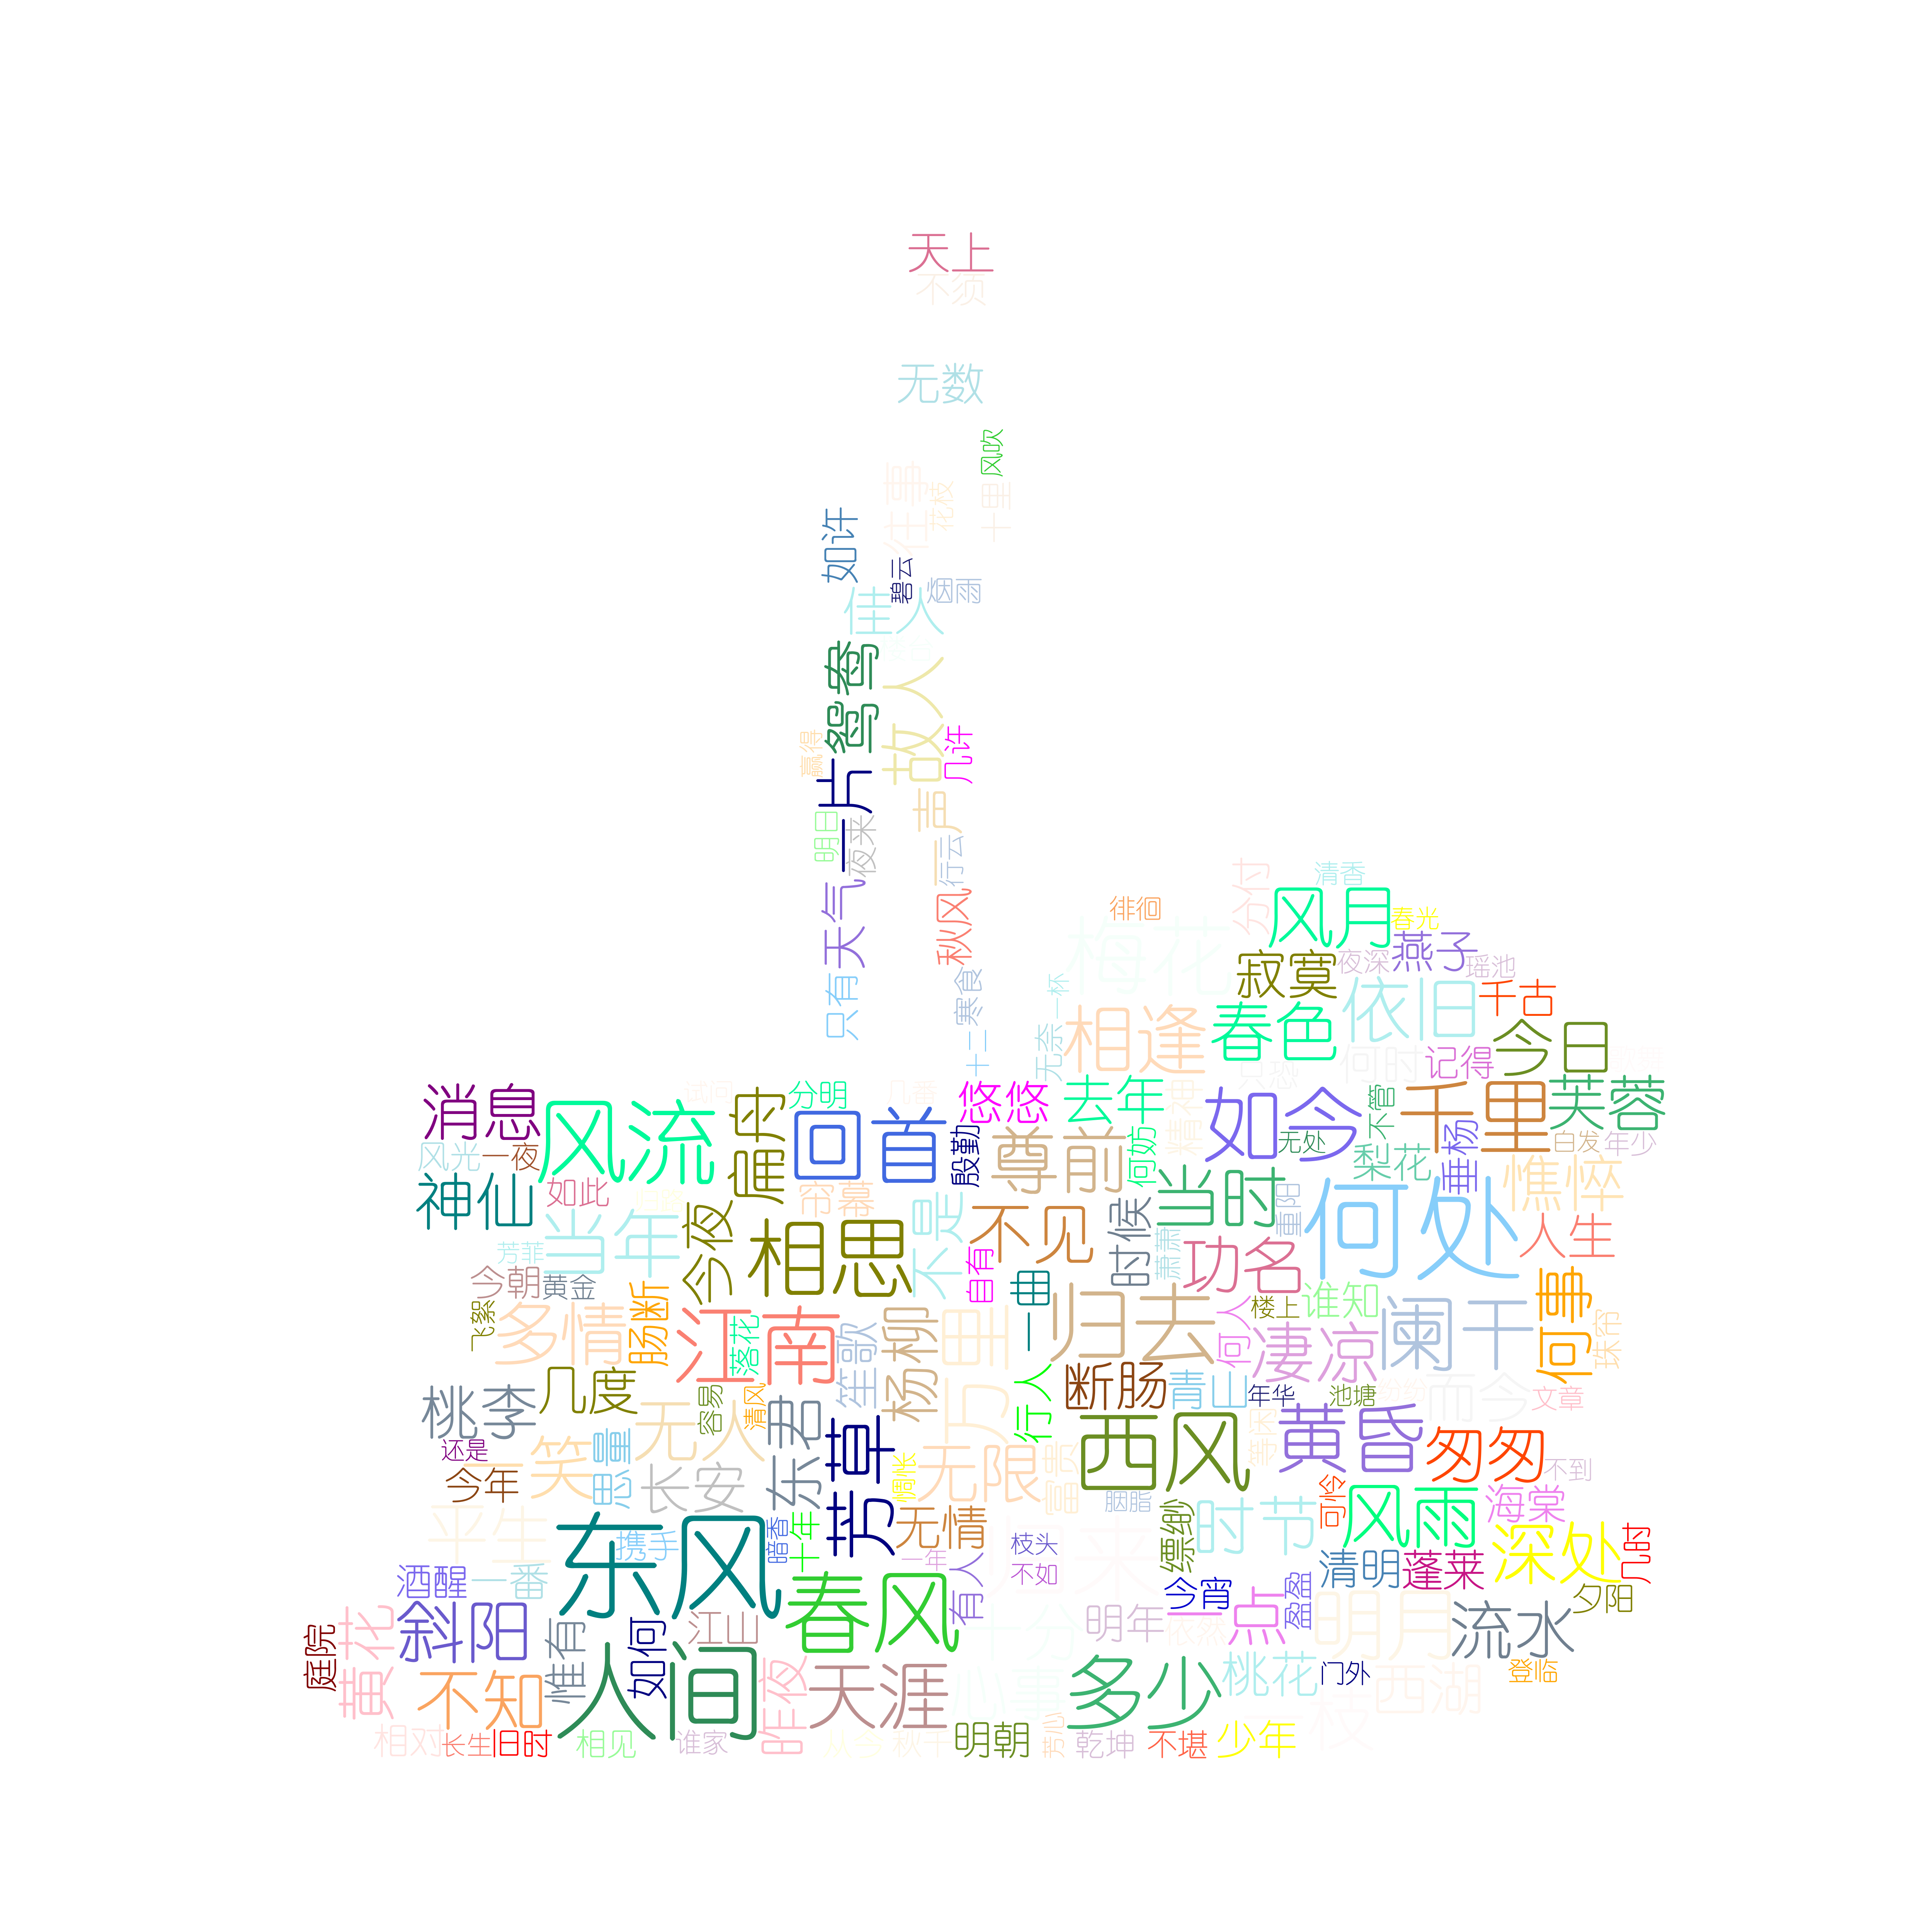 天上
不须
无数
风吹
往事
花枝
十里
如许
碧云
烟雨
佳人
鸳鸯
故人
几许
赢得
一片
一声
明日
夜来
行云
天气
秋风
只有
寒食
十二
一杯
无奈
徘徊
分付
清香
风月
春光
梅花
寂寞
夜深
燕子
瑶池
相逢
春色
依旧
千古
今日
只恐
何时
记得
消息
风流
扁舟
分明
回首
悠悠
去年
精神
如今
千里
芙蓉
不管
无处
垂杨
梨花
白发
年少
风光
一夜
殷勤
尊前
何妨
神仙
如此
帘幕
当时
憔悴
重阳
何处
人生
当年
今夜
相思
不是
不见
时候
萧萧
功名
芳菲
今朝
黄金
自有
一曲
归去
何人
楼上
谁知
阑干
何事
珠帘
飞絮
多情
肠断
江南
落花
笙歌
杨柳
万里
凄凉
桃李
几度
无人
容易
清风
东君
行人
断肠
青山
年华
池塘
纷纷
而今
文章
还是
一笑
思量
芳草
无限
富贵
西风
等闲
黄昏
匆匆
不到
今年
长安
惆怅
胭脂
缥缈
时节
可怜
风雨
海棠
平生
东风
携手
暗香
十年
无情
一年
枝头
不如
深处
几时
酒醒
一番
春风
有人
归来
今宵
盈盈
清明
蓬莱
夕阳
庭院
黄花
斜阳
惟有
如何
江山
明年
依然
一点
明月
流水
不知
人间
昨夜
天涯
多少
桃花
门外
一枝
西湖
登临
相对
长生
旧时
相见
谁家
从今
秋千
明朝
芳心
乾坤
不堪
少年